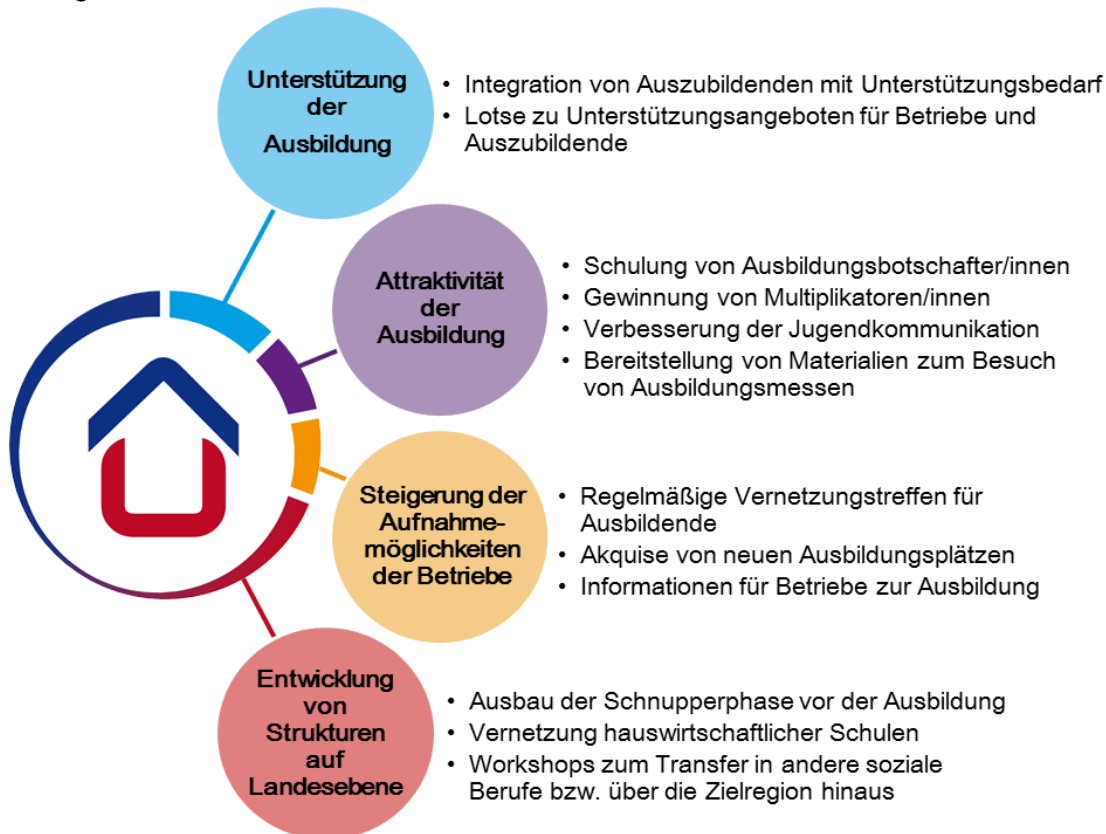 Unterstützung
der
Ausbildung
• Integration von Auszubildenden mit Unterstützungsbedarf
• Lotse zu Unterstützungsangeboten für Betriebe und
Auszubildende
Attraktivität
der
Ausbildung
• Schulung von Ausbildungsbotschafter/innen
• Gewinnung von Multiplikatoren/innen
• Verbesserung der Jugendkommunikation
• Bereitstellung von Materialien zum Besuch
von Ausbildungsmessen
Steigerung der
Aufnahme-
möglichkeiten
der Betriebe
• Regelmäßige Vernetzungstreffen für
Ausbildende
• Akquise von neuen Ausbildungsplätzen
• Informationen für Betriebe zur Ausbildung
Entwicklung
von
Strukturen
auf
Landesebene
• Ausbau der Schnupperphase vor der Ausbildung
• Vernetzung hauswirtschaftlicher Schulen
• Workshops zum Transfer in andere soziale
Berufe bzw. über die Zielregion hinaus